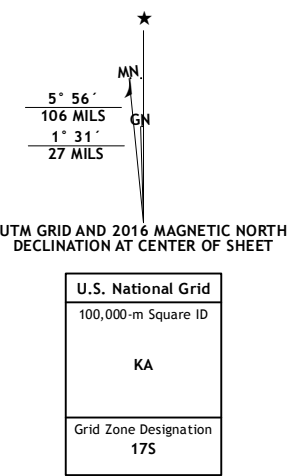 MN.
GN
5° 56´
106 MILS
1° 31´
27 MILS
UTM GRID AND 2016 MAGNETIC NORTH
DECLINATION AT CENTER OF SHEET
U.S. National Grid
100,000-m Square ID
KA
Grid Zone Designation
17S